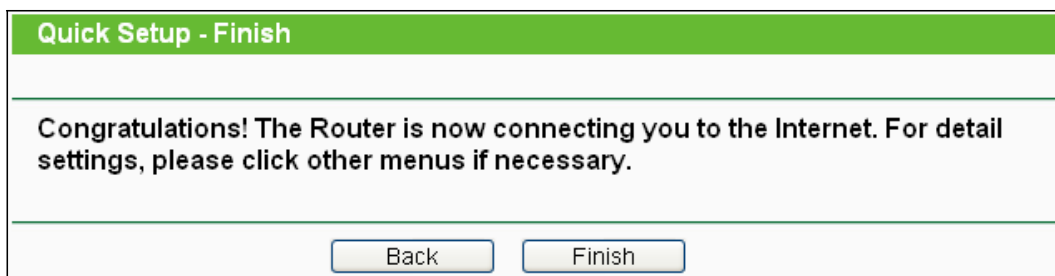 Quick Setup - Finish
Congratulations! The Router is now connecting you to the Internet. For detail
settings, please click other menus if necessary.
Back Finish